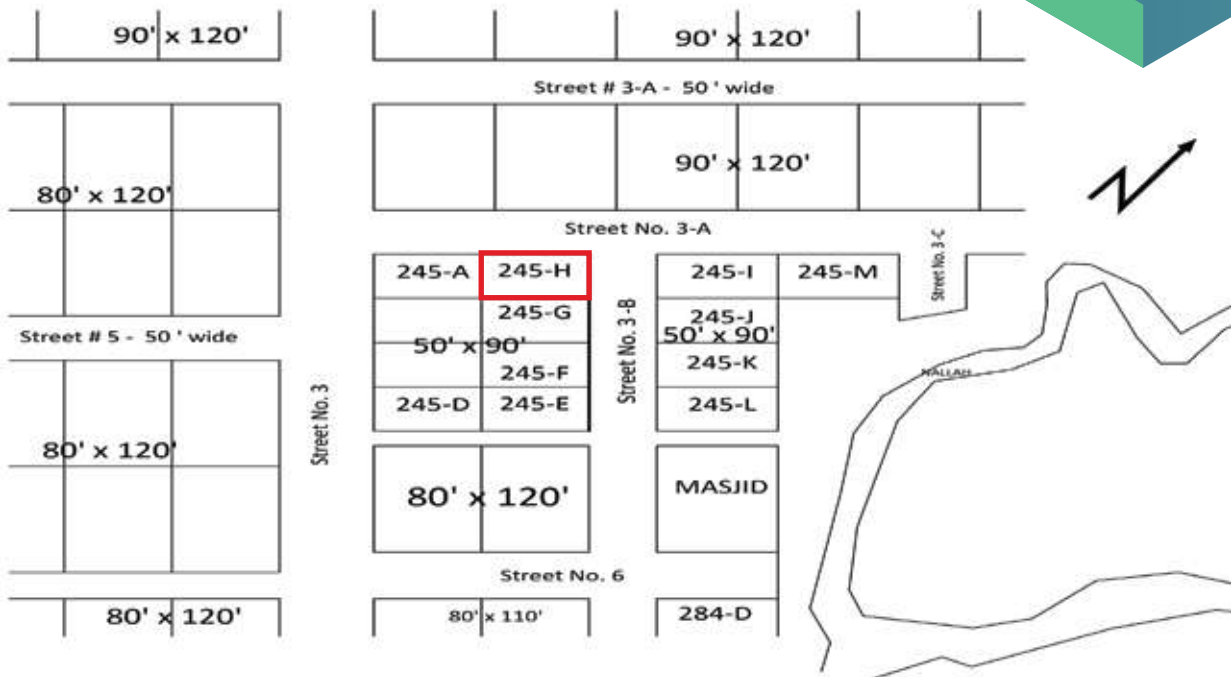 90' x 120'
90' x 120'
Street # 3-A - 50 ' wide
90' x 120'
80' x 120'
Street No. 3-A
Street No. 3-C
245-A
245-H
245-I
245-M
245-G
245-J
Street # 5 - 50 ' wide
50' x 90'
50' x 90'
Street No. 3 -B
245-F
245-K
NALLAH
245-D
245-E
245-L
Street No. 3
80' x 120'
80' x 120'
MASJID
Street No. 6
80' x 120'
80' x 110'
284-D